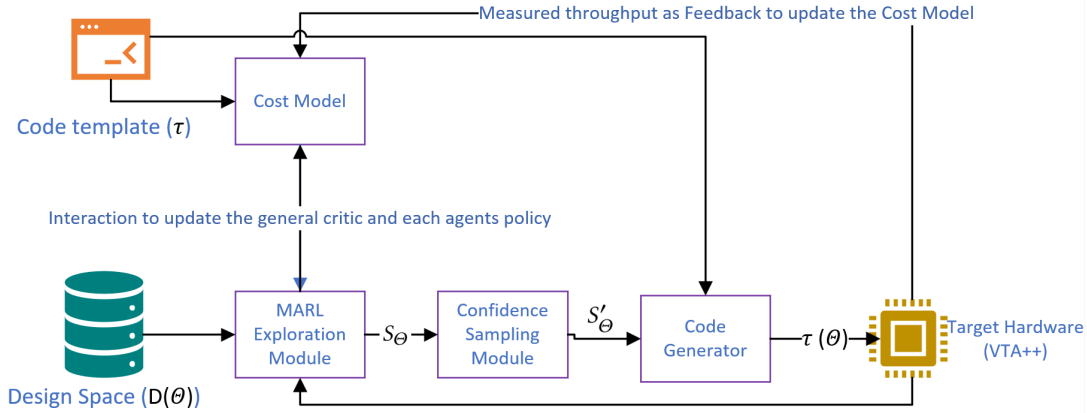 Measured throughput as Feedback to update the Cost Model
Cost Model
Code template (τ)
Interaction to update the general critic and each agents policy
MARL
Exploration
Module
S_Θ
Confidence
Sampling
Module
S′_Θ
Code
Generator
τ (Θ)
Target Hardware
(VTA++)
Design Space (D(Θ))